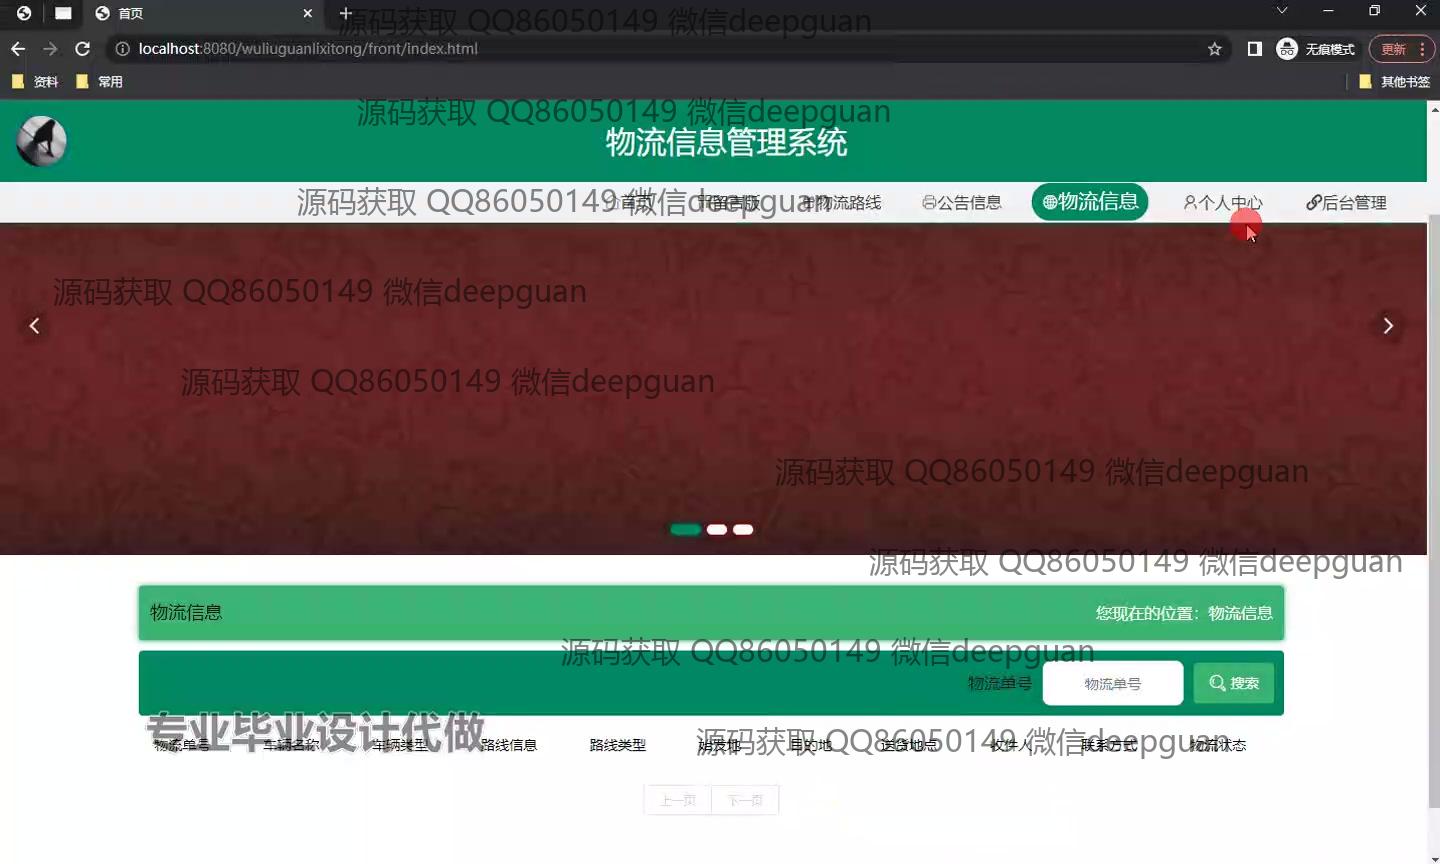 首页
源码获取 QQ86050149 微信deepguan
localhost:8080/wuliuguanlixitong/front/index.html
无痕模式
更新
资料
常用
其他书签
源码获取 QQ86050149 微信deepguan
物流信息管理系统
源码获取 QQ86050149 微信deepguan
首页
留言版
物流路线
公告信息
物流信息
个人中心
后台管理
源码获取 QQ86050149 微信deepguan
源码获取 QQ86050149 微信deepguan
源码获取 QQ86050149 微信deepguan
源码获取 QQ86050149 微信deepguan
物流信息
您现在的位置：物流信息
源码获取 QQ86050149 微信deepguan
物流单号
物流单号
搜索
专业毕业设计代做
源码获取 QQ86050149 微信deepguan
物流单号 车辆名称 车辆类型 路线信息 路线类型 始发地 目的地 送货地点 收件人 联系方式 物流状态
上一页
下一页